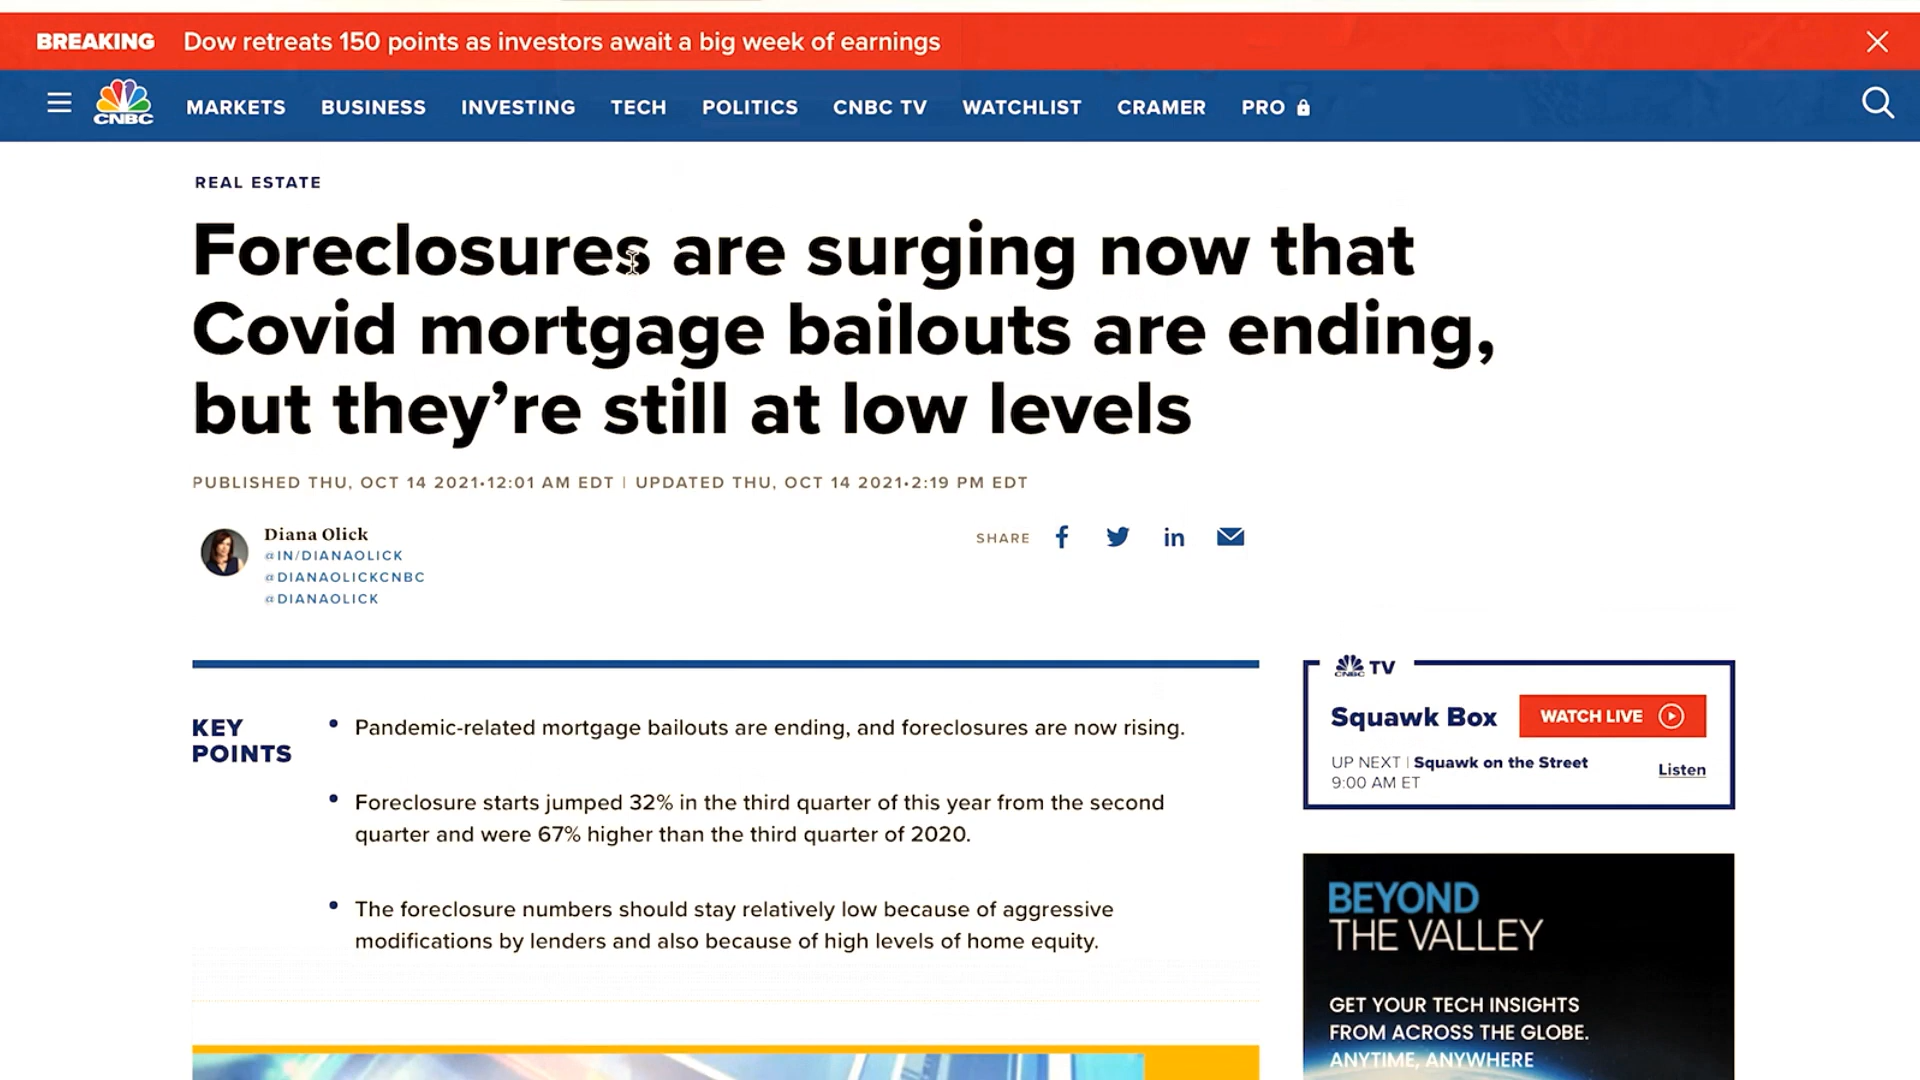 BREAKING Dow retreats 150 points as investors await a big week of earnings
CNBC MARKETS BUSINESS INVESTING TECH POLITICS CNBC TV WATCHLIST CRAMER PRO
REAL ESTATE
Foreclosures are surging now that
Covid mortgage bailouts are ending,
but they’re still at low levels
PUBLISHED THU, OCT 14 2021•12:01 AM EDT | UPDATED THU, OCT 14 2021•2:19 PM EDT
Diana Olick
@IN/DIANAOLICK
@DIANAOLICKCNBC
@DIANAOLICK
SHARE
KEY
POINTS
• Pandemic-related mortgage bailouts are ending, and foreclosures are now rising.
• Foreclosure starts jumped 32% in the third quarter of this year from the second
quarter and were 67% higher than the third quarter of 2020.
• The foreclosure numbers should stay relatively low because of aggressive
modifications by lenders and also because of high levels of home equity.
CNBC TV
Squawk Box WATCH LIVE
UP NEXT | Squawk on the Street
9:00 AM ET
Listen
BEYOND
THE VALLEY
GET YOUR TECH INSIGHTS
FROM ACROSS THE GLOBE.
ANYTIME, ANYWHERE